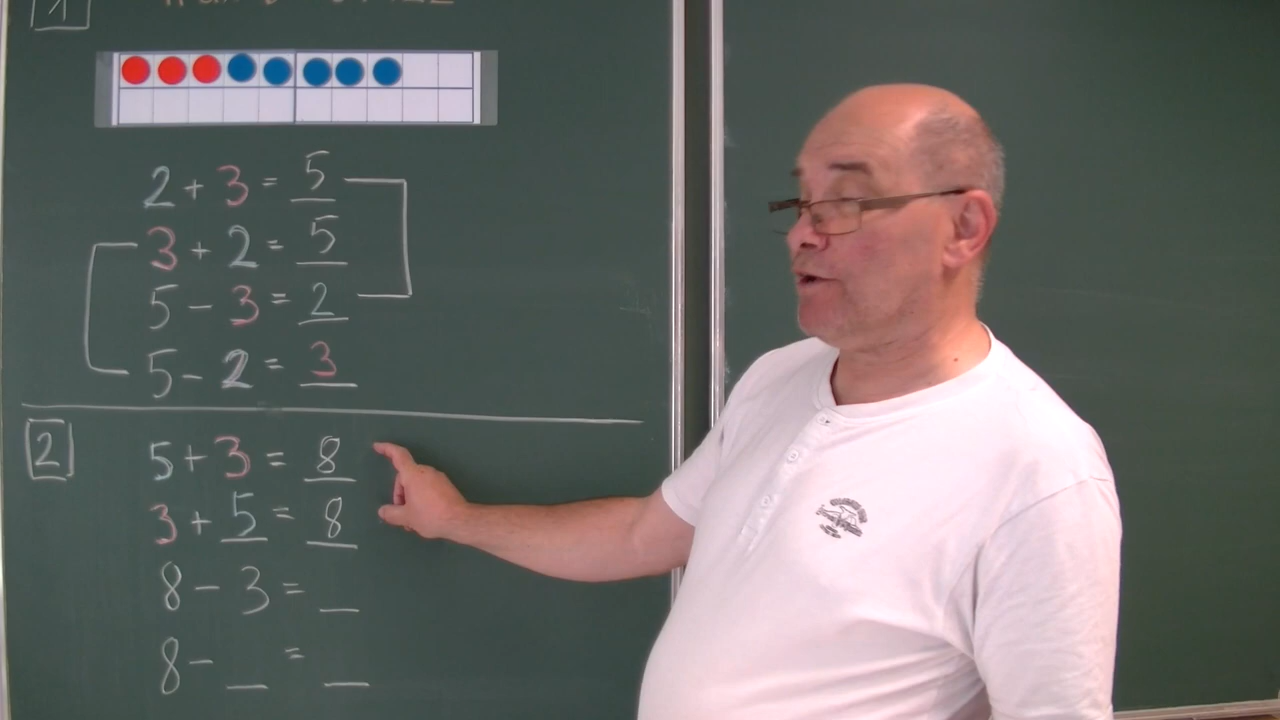 1
2 + 3 = 5
3 + 2 = 5
5 - 3 = 2
5 - 2 = 3
2
5 + 3 = 8
3 + 5 = 8
8 - 3 = _
8 - _ = _